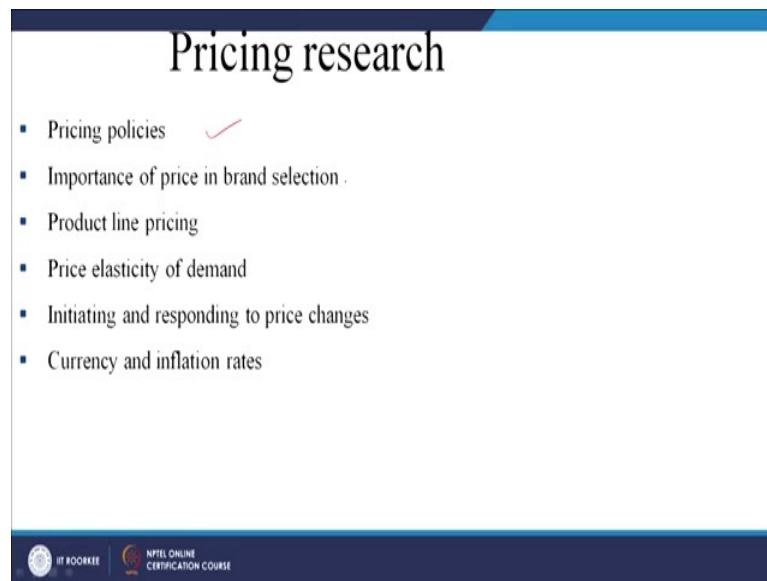 Pricing research
Pricing policies
Importance of price in brand selection
Product line pricing
Price elasticity of demand
Initiating and responding to price changes
Currency and inflation rates
IIT ROORKEE
NPTEL ONLINE
CERTIFICATION COURSE